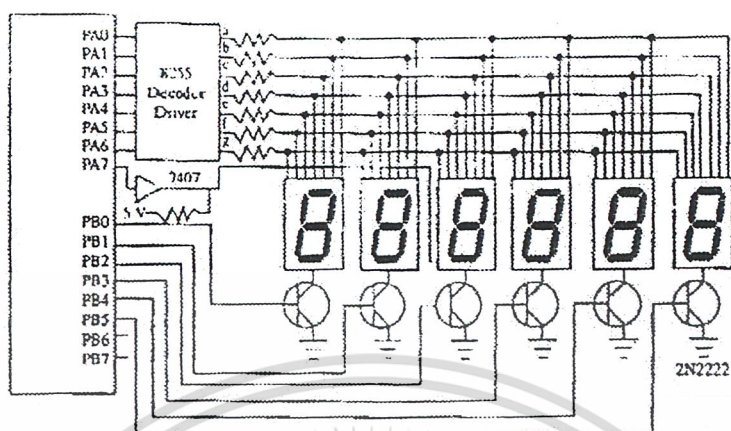 PA0
PA1
PA2
PA3
PA4
PA5
PA6
PA7
8255
Decoder
Driver
a
b
c
d
e
f
g
7407
5 V
PB0
PB1
PB2
PB3
PB4
PB5
PB6
PB7
2N2222